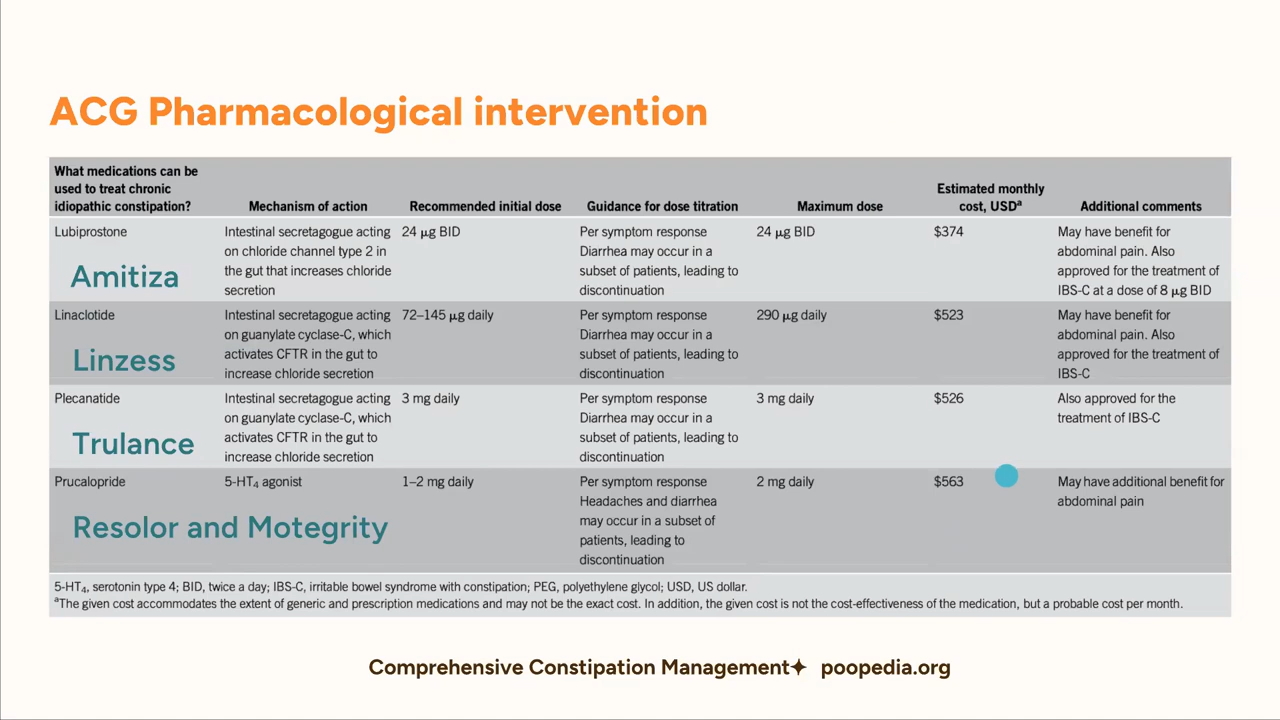 ACG Pharmacological intervention
What medications can be
used to treat chronic
idiopathic constipation?
Mechanism of action
Recommended initial dose
Guidance for dose titration
Maximum dose
Estimated monthly
cost, USDᵃ
Additional comments
Lubiprostone
Amitiza
Intestinal secretagogue acting
on chloride channel type 2 in
the gut that increases chloride
secretion
24 μg BID
Per symptom response
Diarrhea may occur in a
subset of patients, leading to
discontinuation
24 μg BID
$374
May have benefit for
abdominal pain. Also
approved for the treatment of
IBS-C at a dose of 8 μg BID
Linaclotide
Linzess
Intestinal secretagogue acting
on guanylate cyclase-C, which
activates CFTR in the gut to
increase chloride secretion
72–145 μg daily
Per symptom response
Diarrhea may occur in a
subset of patients, leading to
discontinuation
290 μg daily
$523
May have benefit for
abdominal pain. Also
approved for the treatment of
IBS-C
Plecanatide
Trulance
Intestinal secretagogue acting
on guanylate cyclase-C, which
activates CFTR in the gut to
increase chloride secretion
3 mg daily
Per symptom response
Diarrhea may occur in a
subset of patients, leading to
discontinuation
3 mg daily
$526
Also approved for the
treatment of IBS-C
Prucalopride
Resolor and Motegrity
5-HT₄ agonist
1–2 mg daily
Per symptom response
Headaches and diarrhea
may occur in a subset of
patients, leading to
discontinuation
2 mg daily
$563
May have additional benefit for
abdominal pain
5-HT₄, serotonin type 4; BID, twice a day; IBS-C, irritable bowel syndrome with constipation; PEG, polyethylene glycol; USD, US dollar.
ᵃThe given cost accommodates the extent of generic and prescription medications and may not be the exact cost. In addition, the given cost is not the cost-effectiveness of the medication, but a probable cost per month.
Comprehensive Constipation Management✦ poopedia.org